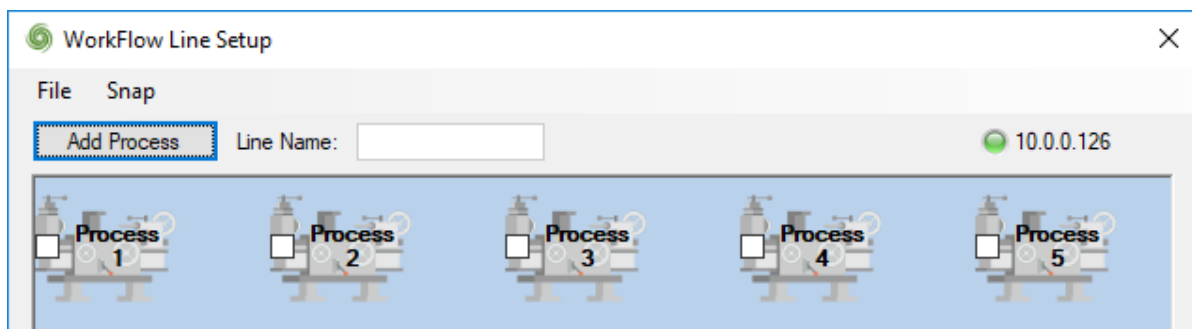 WorkFlow Line Setup
File Snap
Add Process Line Name: 10.0.0.126
Process Process Process Process Process
1 2 3 4 5